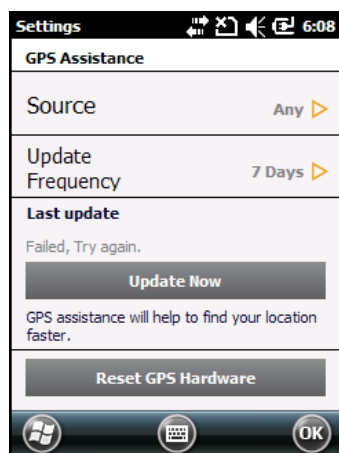 Settings 6:08
GPS Assistance
Source Any
Update
Frequency 7 Days
Last update
Failed, Try again.
Update Now
GPS assistance will help to find your location
faster.
Reset GPS Hardware
OK